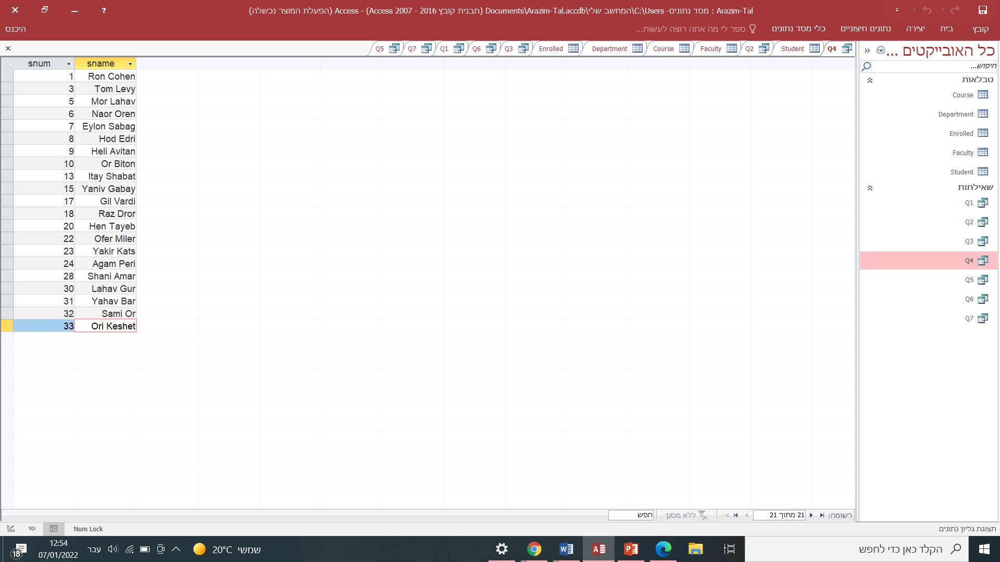 Arazim-Tal : מסד נתונים- C:\Users\המחשב שלי\Documents\Arazim-Tal.accdb (תבנית קובץ Access 2007 - 2016) - Access (הפעלת המוצר נכשלה)
קובץ בית יצירה נתונים חיצוניים כלי מסד נתונים ספר לי מה אתה רוצה לעשות... היכנס
Q4 Student Q2 Faculty Course Department Enrolled Q3 Q6 Q1 Q7 Q5
כל האובייקטים ...
חיפוש...
טבלאות
Course
Department
Enrolled
Faculty
Student
שאילתות
Q1
Q2
Q3
Q4
Q5
Q6
Q7
snum sname
1 Ron Cohen
3 Tom Levy
5 Mor Lahav
6 Naor Oren
7 Eylon Sabag
8 Hod Edri
9 Heli Avitan
10 Or Biton
13 Itay Shabat
15 Yaniv Gabay
17 Gil Vardi
18 Raz Dror
20 Hen Tayeb
22 Ofer Miler
23 Yakir Kats
24 Agam Peri
28 Shani Amar
30 Lahav Gur
31 Yahav Bar
32 Sami Or
33 Ori Keshet
רשומה: 21 מתוך 21 ללא מסנן חפש
תצוגת גליון נתונים
Num Lock
SQL
הקלד כאן כדי לחפש
20°C שמשי
עבר
12:54
07/01/2022
18